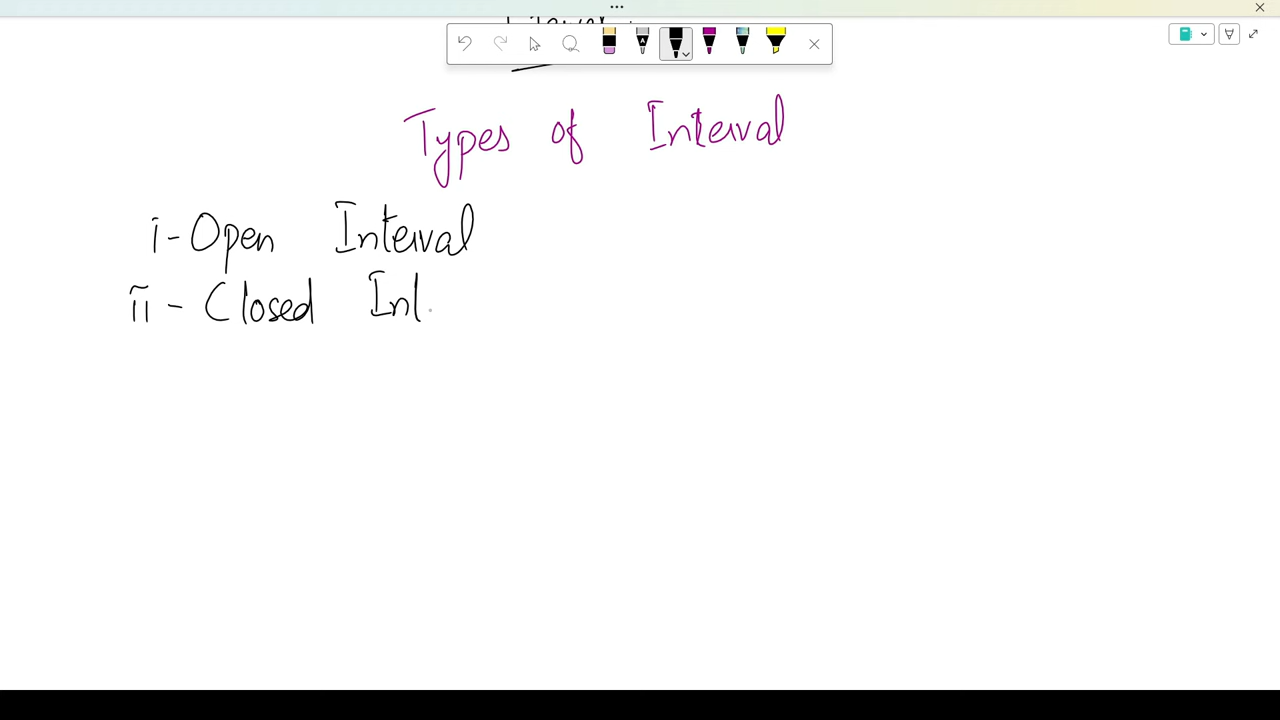 Types of Interval
i - Open Interval
ii - Closed Int